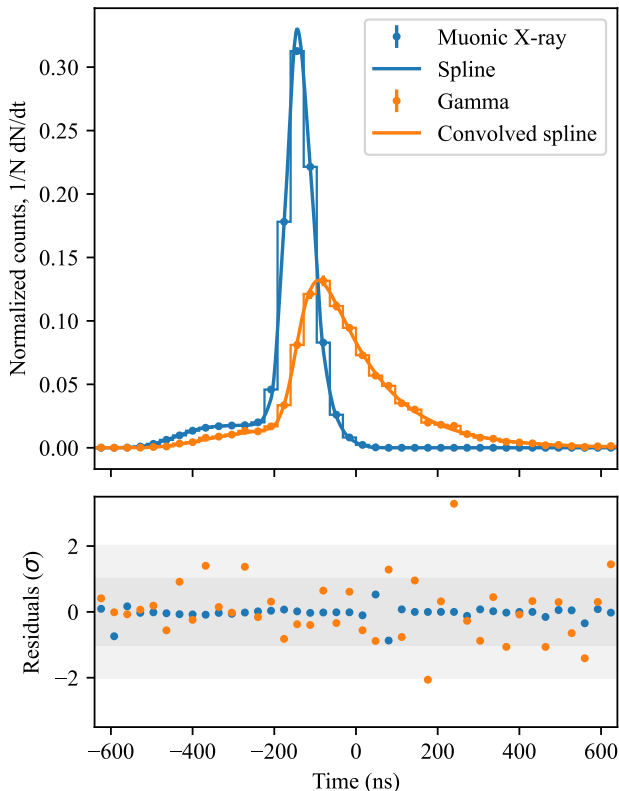 Muonic X-ray
Spline
Gamma
Convolved spline
Normalized counts, 1/N dN/dt
0.30
0.25
0.20
0.15
0.10
0.05
0.00
Residuals (σ)
2
0
−2
−600
−400
−200
0
200
400
600
Time (ns)